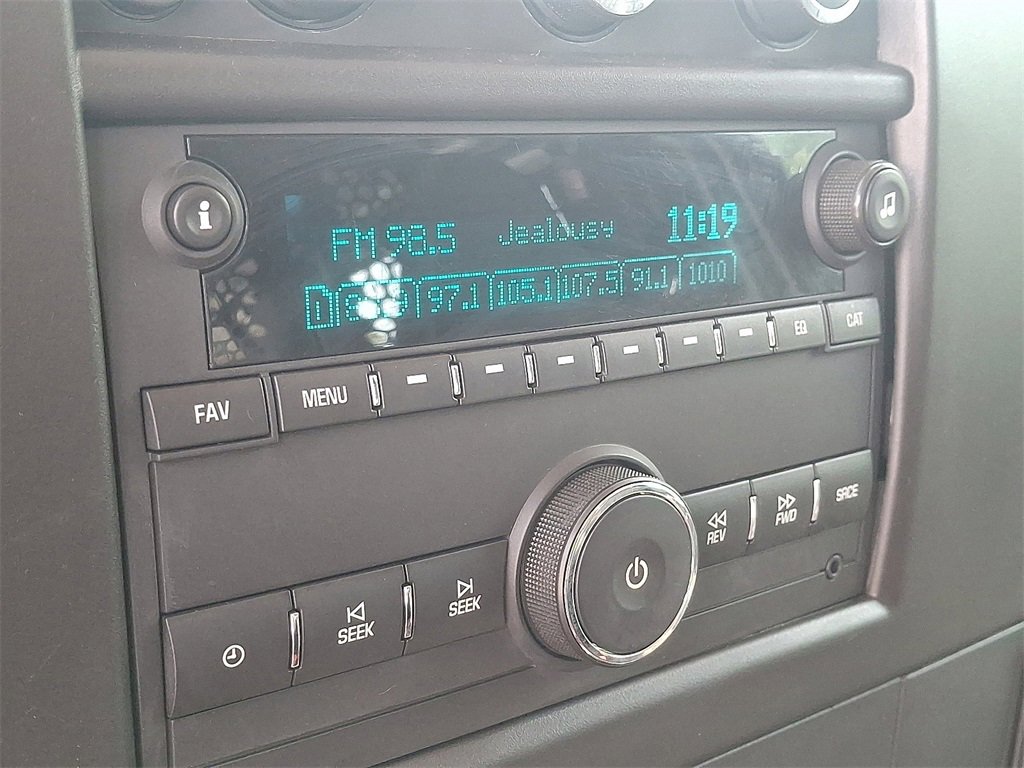 FM 98.5 Jealousy 11:19
97.1 105.1 107.5 91.1 1010
FAV MENU EQ CAT
REV FWD SRCE
SEEK SEEK